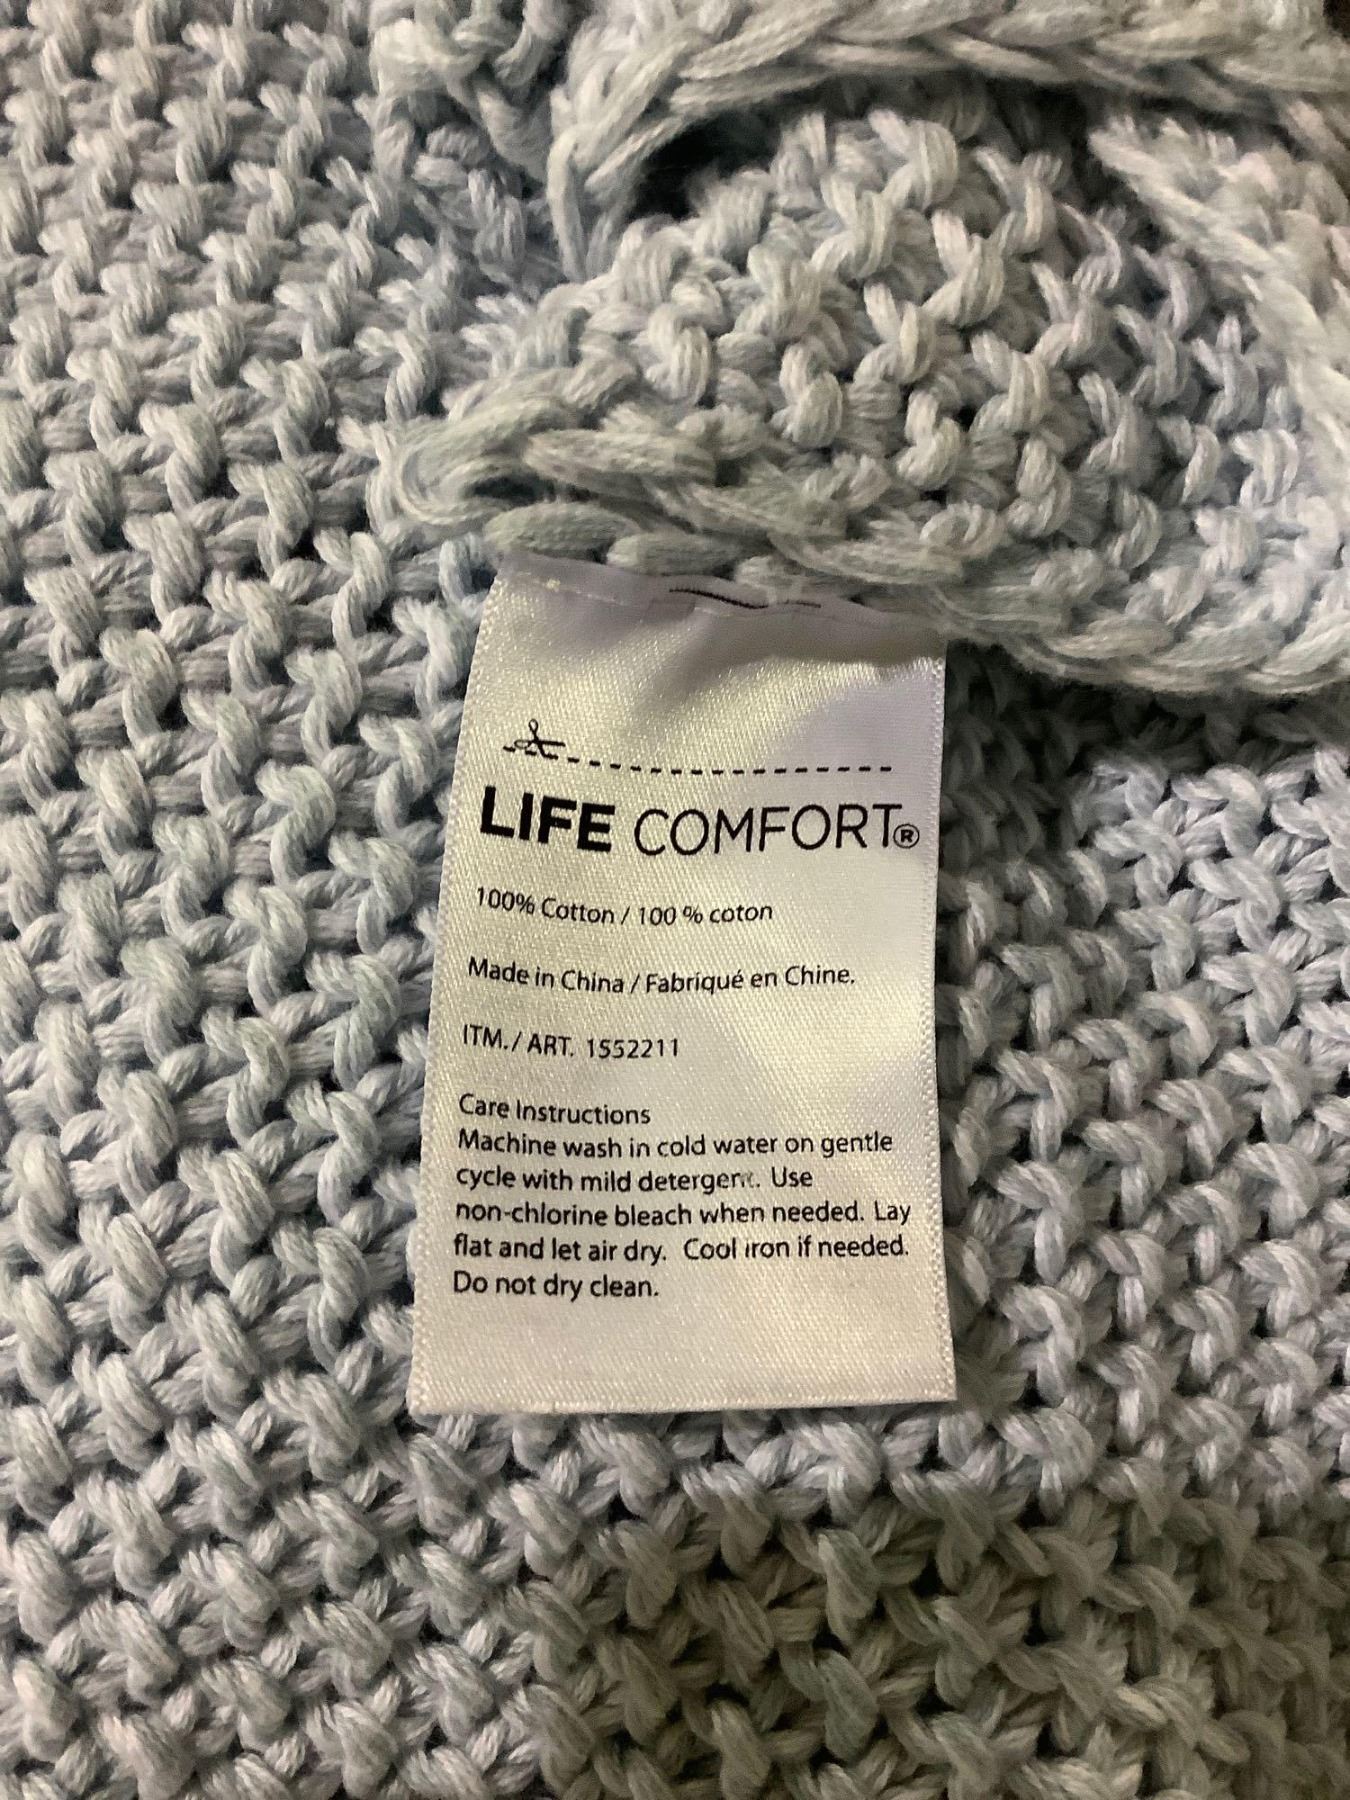 LIFE COMFORT®
100% Cotton / 100 % coton
Made in China / Fabriqué en Chine.
ITM. / ART. 1552211
Care Instructions
Machine wash in cold water on gentle
cycle with mild detergent. Use
non-chlorine bleach when needed. Lay
flat and let air dry. Cool iron if needed.
Do not dry clean.